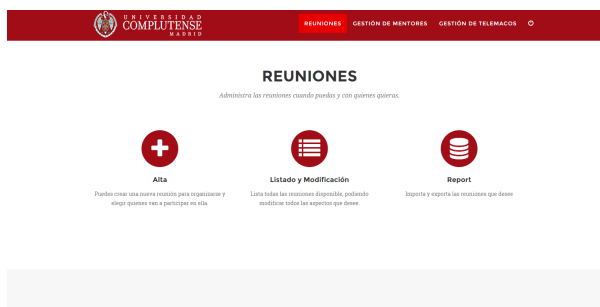 UNIVERSIDAD
COMPLUTENSE
MADRID
REUNIONES GESTIÓN DE MENTORES GESTIÓN DE TELEMACOS
REUNIONES
Administra las reuniones cuando puedas y con quienes quieras.
Alta
Puedes crear una nueva reunión para organizarse y
elegir quienes van a participar en ella.
Listado y Modificación
Lista todas las reuniones disponible, podiendo
modificar todos los aspectos que desee.
Report
Importa y exporta las reuniones que desee